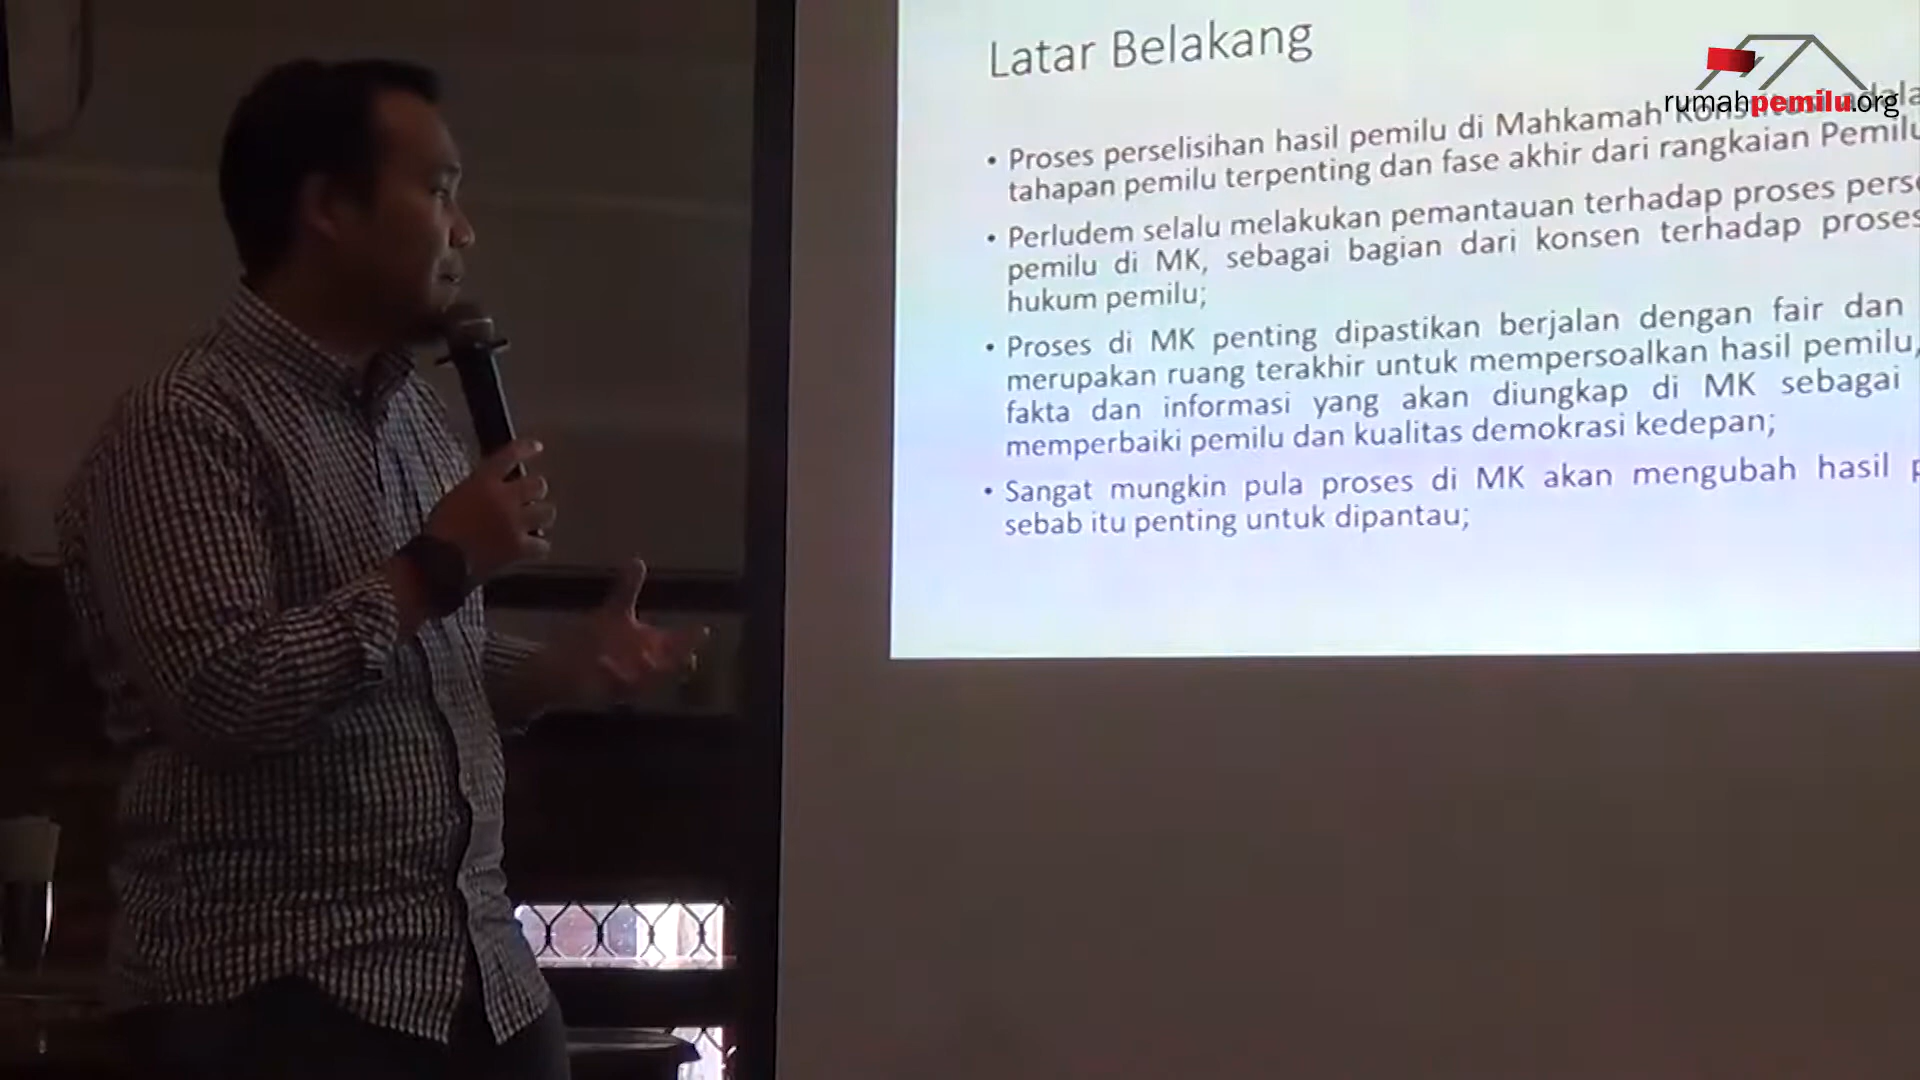 Latar Belakang
rumahpemilu.org
• Proses perselisihan hasil pemilu di Mahkamah
tahapan pemilu terpenting dan fase akhir dari rangkaian Pemilu
• Perludem selalu melakukan pemantauan terhadap proses
pemilu di MK, sebagai bagian dari konsen terhadap proses
hukum pemilu;
• Proses di MK penting dipastikan berjalan dengan fair dan
merupakan ruang terakhir untuk mempersoalkan hasil pemilu,
fakta dan informasi yang akan diungkap di MK sebagai
memperbaiki pemilu dan kualitas demokrasi kedepan;
• Sangat mungkin pula proses di MK akan mengubah hasil
sebab itu penting untuk dipantau;